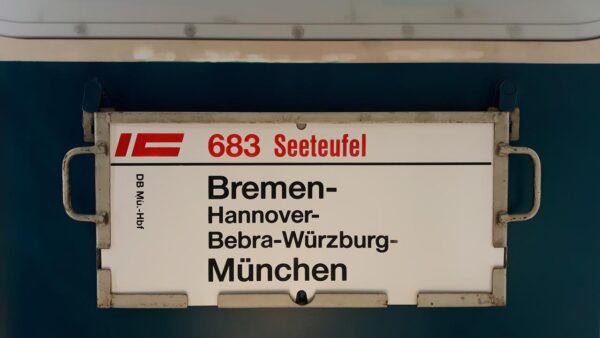 IC 683 Seeteufel
DB Mü.-Hbf
Bremen-
Hannover-
Bebra-Würzburg-
München